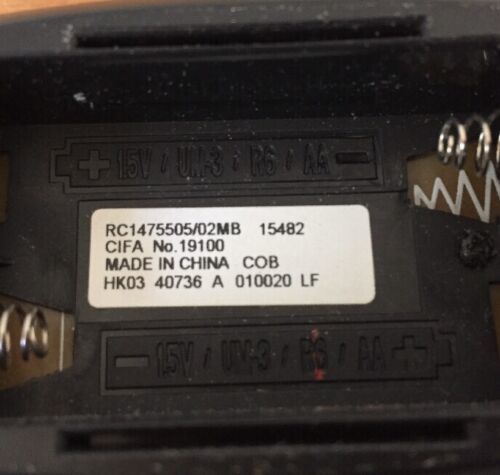 + 1.5V / UM-3 / R6 / AA -
RC1475505/02MB 15482
CIFA No.19100
MADE IN CHINA COB
HK03 40736 A 010020 LF
- 1.5V / UM-3 / R6 / AA +